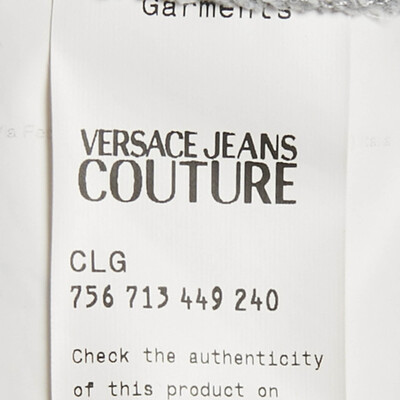 Garments
VERSACE JEANS
COUTURE
CLG
756 713 449 240
Check the authenticity
of this product on